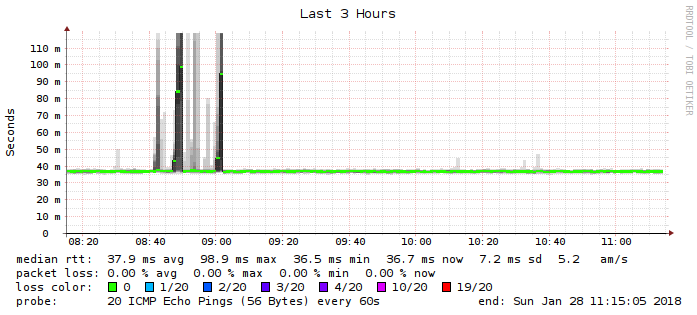 Last 3 Hours
RRDTOOL / TOBI OETIKER
Seconds
110 m
100 m
90 m
80 m
70 m
60 m
50 m
40 m
30 m
20 m
10 m
0
08:20 08:40 09:00 09:20 09:40 10:00 10:20 10:40 11:00
median rtt: 37.9 ms avg 98.9 ms max 36.5 ms min 36.7 ms now 7.2 ms sd 5.2 am/s
packet loss: 0.00 % avg 0.00 % max 0.00 % min 0.00 % now
loss color: 0 1/20 2/20 3/20 4/20 10/20 19/20
probe: 20 ICMP Echo Pings (56 Bytes) every 60s end: Sun Jan 28 11:15:05 2018